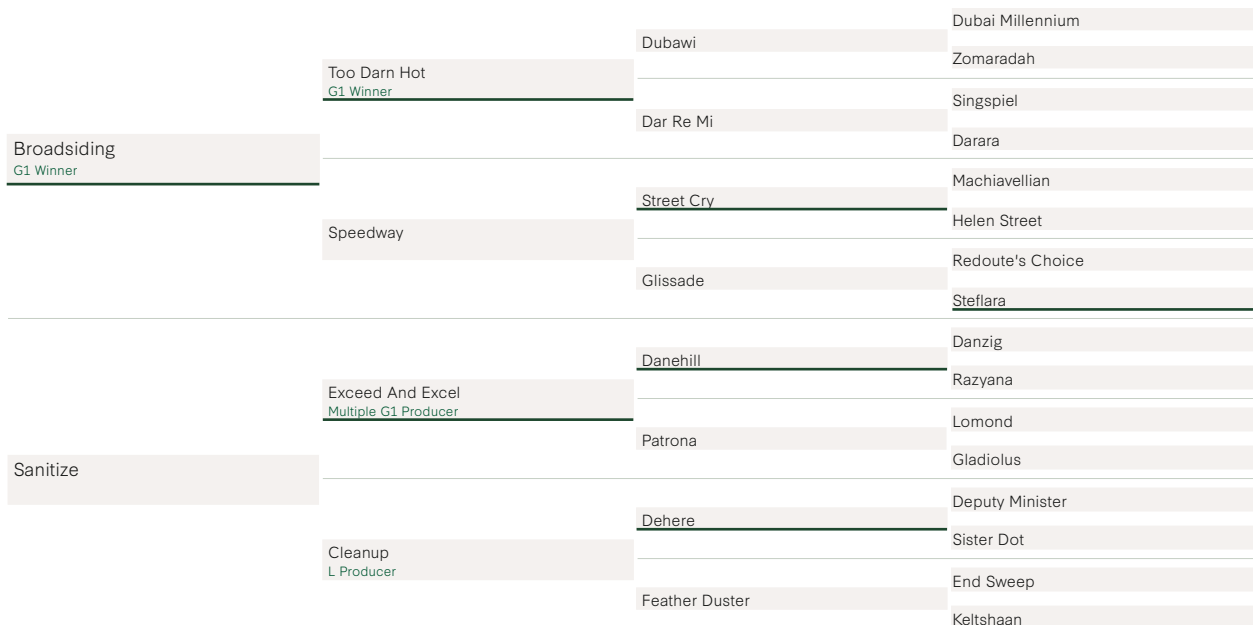 Broadsiding
G1 Winner
Sanitize
Too Darn Hot
G1 Winner
Speedway
Exceed And Excel
Multiple G1 Producer
Cleanup
L Producer
Dubawi
Dar Re Mi
Street Cry
Glissade
Danehill
Patrona
Dehere
Feather Duster
Dubai Millennium
Zomaradah
Singspiel
Darara
Machiavellian
Helen Street
Redoute's Choice
Steflara
Danzig
Razyana
Lomond
Gladiolus
Deputy Minister
Sister Dot
End Sweep
Keltshaan